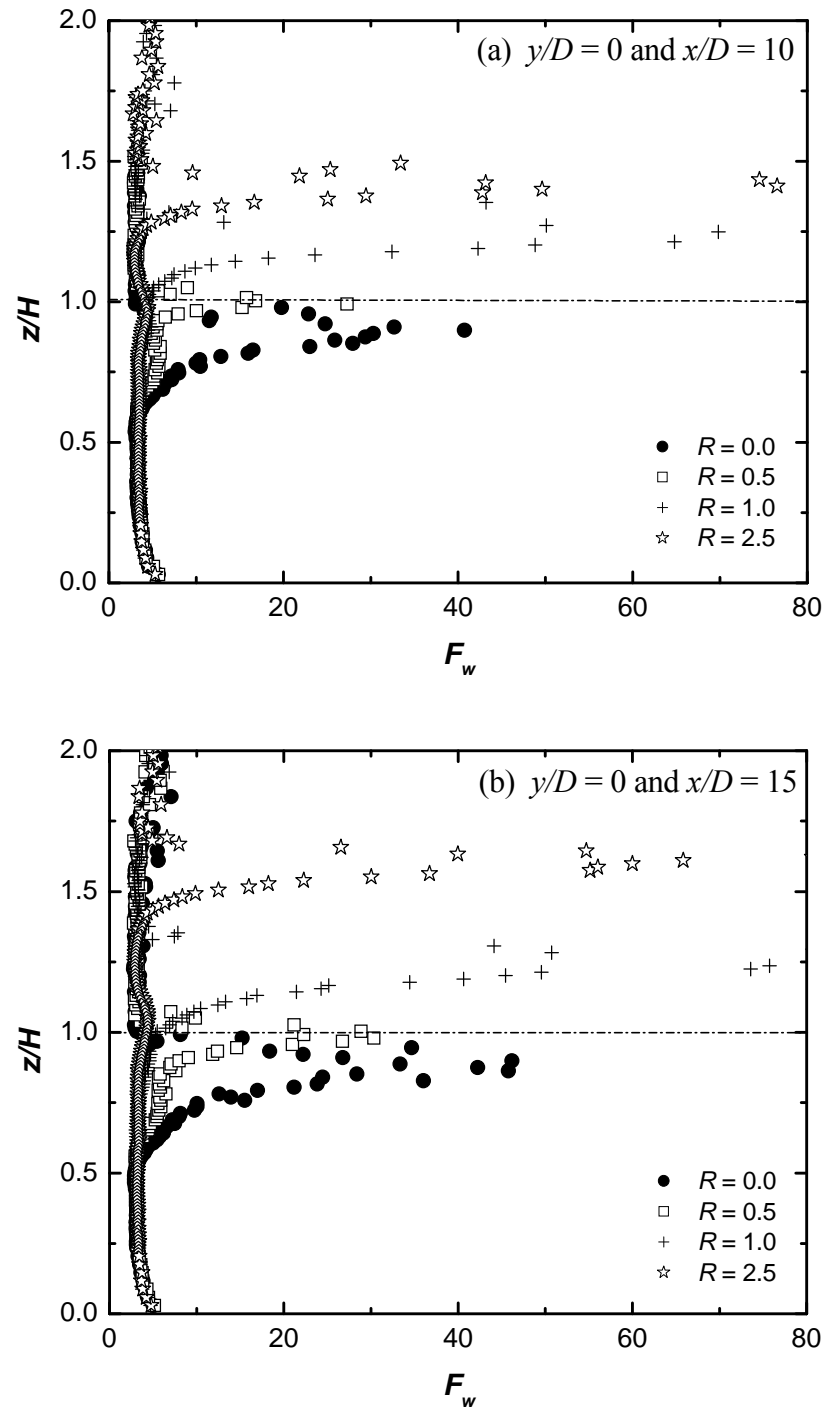 (a) y/D = 0 and x/D = 10
2.0
1.5
1.0
0.5
0.0
z/H
R = 0.0
R = 0.5
R = 1.0
R = 2.5
0 20 40 60 80
F_w
(b) y/D = 0 and x/D = 15
2.0
1.5
1.0
0.5
0.0
z/H
R = 0.0
R = 0.5
R = 1.0
R = 2.5
0 20 40 60 80
F_w